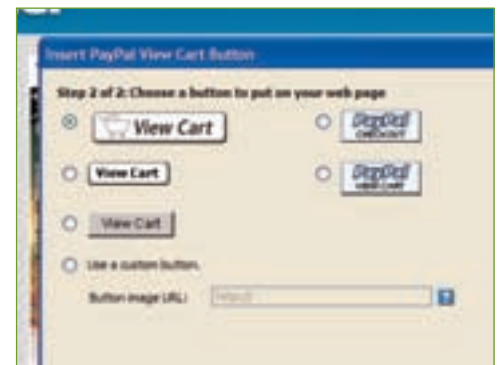 Insert PayPal View Cart Button
Step 2 of 2: Choose a button to put on your web page
View Cart
PayPal
CHECKOUT
View Cart
PayPal
VIEW CART
View Cart
Use a custom button.
Button image URL:
http://
?